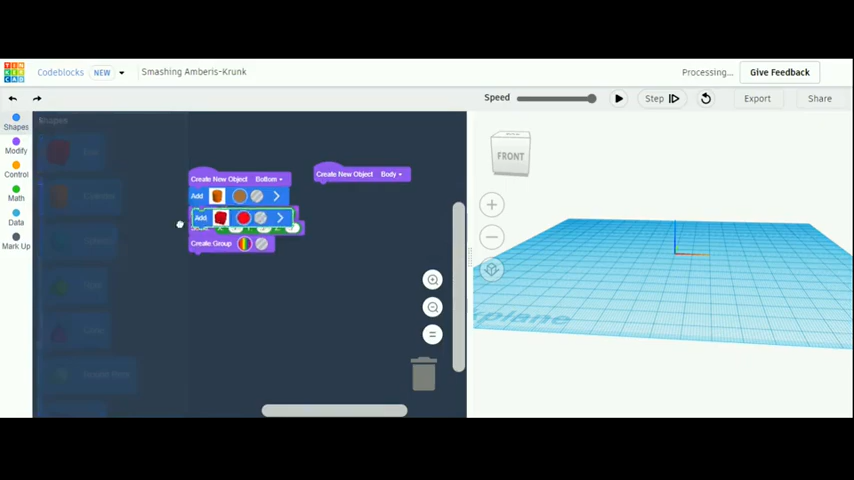 TIN
KER
CAD
Codeblocks NEW
Smashing Amberis-Krunk
Processing...
Give Feedback
Speed
Step
Export
Share
Shapes
Modify
Control
Math
Data
Mark Up
Shapes
Create New Object Bottom
Add
Add
Create Group
Create New Object Body
FRONT